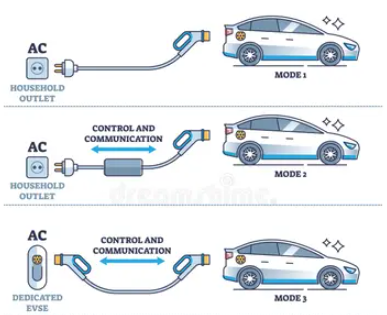 AC
HOUSEHOLD
OUTLET
MODE 1
CONTROL AND
COMMUNICATION
AC
HOUSEHOLD
OUTLET
MODE 2
dreamstime
CONTROL AND
COMMUNICATION
AC
DEDICATED
EVSE
MODE 3